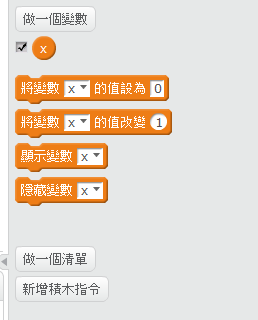 做一個變數
x
將變數 x 的值設為 0
將變數 x 的值改變 1
顯示變數 x
隱藏變數 x
做一個清單
新增積木指令